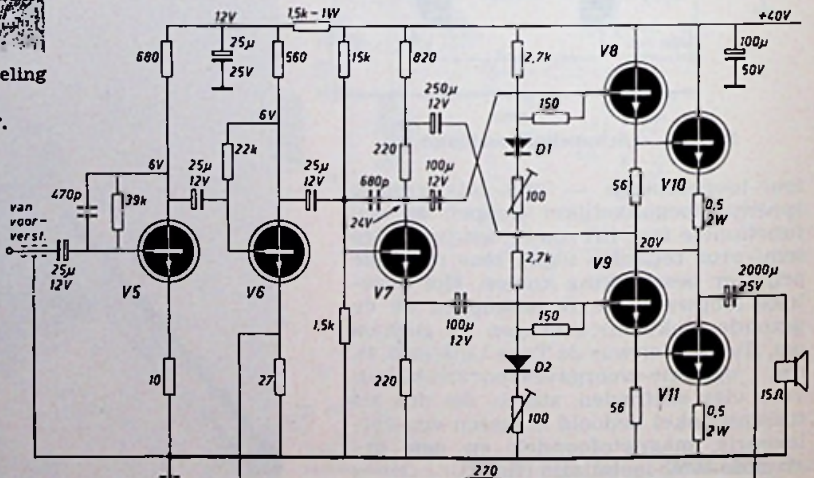 eling
12V
1,5k-1W
+40V
680
25μ
25V
560
15k
820
2,7k
V8
100μ
50V
250μ
12V
150
6V
6V
22k
D1
V10
25μ
12V
25μ
12V
220
100μ
12V
100
56
0,5
2W
470p
39k
680p
24V
van
voor-
versl.
20V
2,7k
V9
2000μ
25V
25μ
12V
V5
V6
V7
150
100μ
12V
1,5k
D2
V11
15Ω
10
27
220
100
56
0,5
2W
270